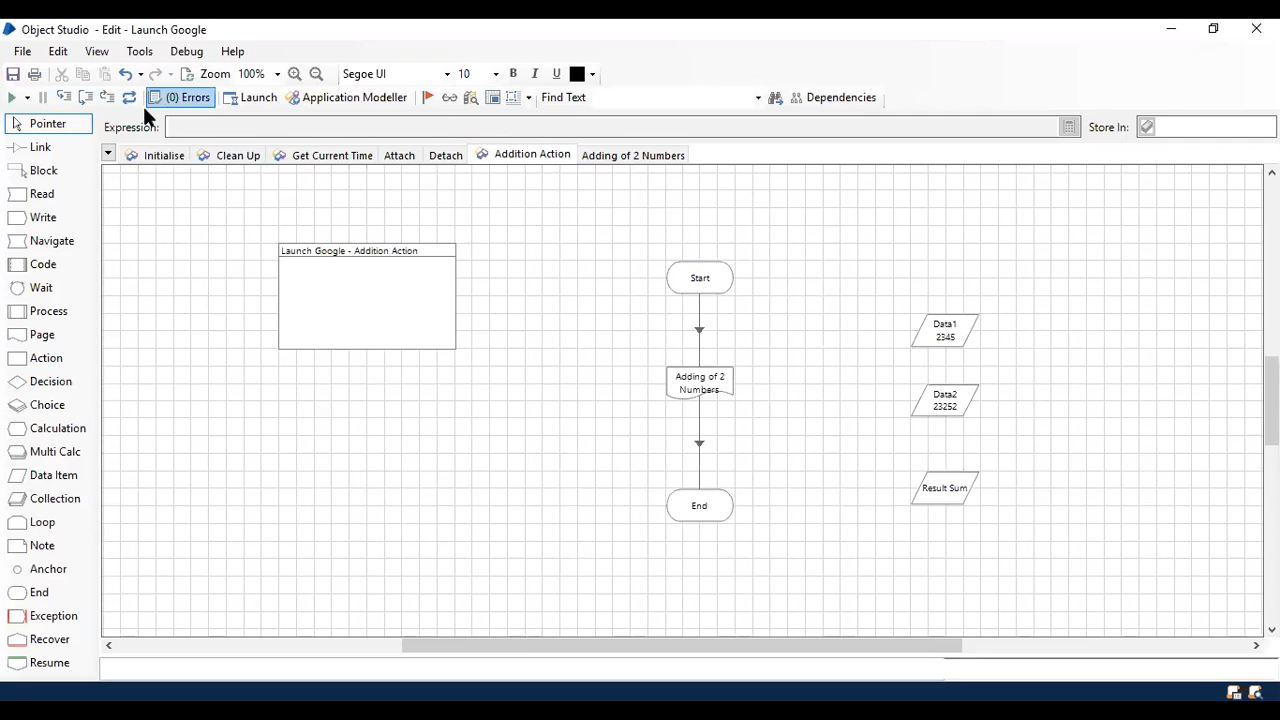 Object Studio - Edit - Launch Google
File Edit View Tools Debug Help
Zoom 100% Segoe UI 10 B I U
(0) Errors Launch Application Modeller Find Text Dependencies
Pointer Expression: Store In:
Link
Initialise Clean Up Get Current Time Attach Detach Addition Action Adding of 2 Numbers
Block
Read
Write
Navigate
Code
Wait
Process
Page
Action
Decision
Choice
Calculation
Multi Calc
Data Item
Collection
Loop
Note
Anchor
End
Exception
Recover
Resume
Launch Google - Addition Action
Start
Adding of 2
Numbers
End
Data1
2345
Data2
23252
Result Sum